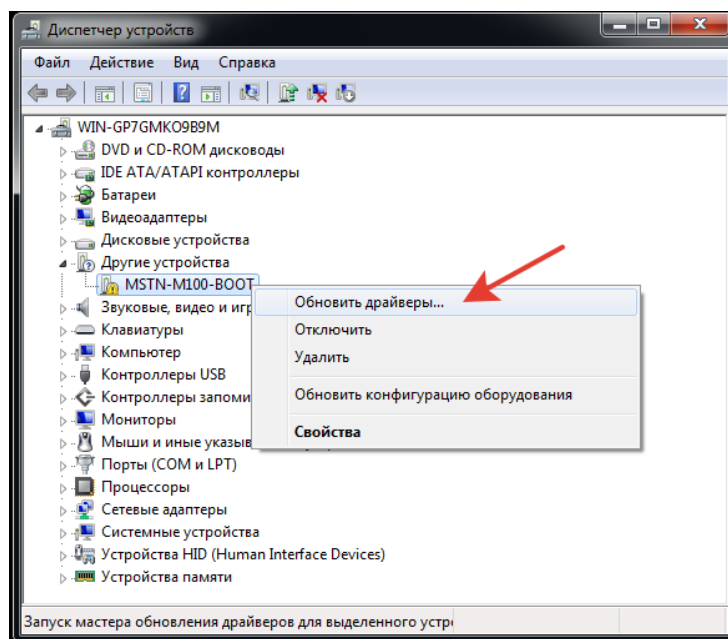 Диспетчер устройств
Файл Действие Вид Справка
WIN-GP7GMKO9B9M
DVD и CD-ROM дисководы
IDE ATA/ATAPI контроллеры
Батареи
Видеоадаптеры
Дисковые устройства
Другие устройства
MSTN-M100-BOOT
Обновить драйверы...
Отключить
Удалить
Обновить конфигурацию оборудования
Свойства
Звуковые, видео и игр
Клавиатуры
Компьютер
Контроллеры USB
Контроллеры запоми
Мониторы
Мыши и иные указыв
Порты (COM и LPT)
Процессоры
Сетевые адаптеры
Системные устройства
Устройства HID (Human Interface Devices)
Устройства памяти
Запуск мастера обновления драйверов для выделенного устр